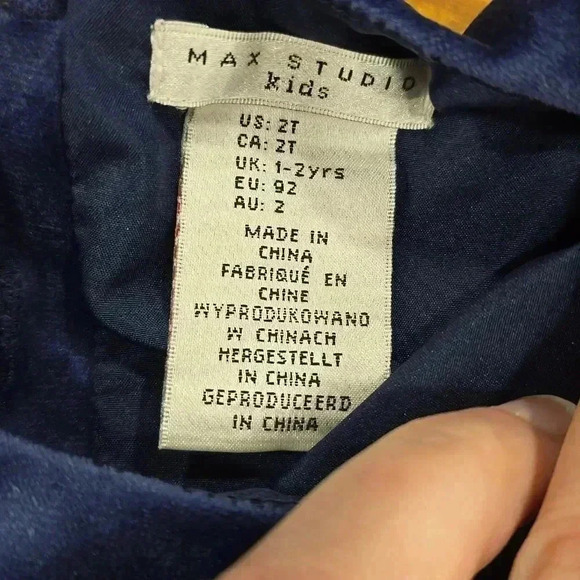 MAX STUDIO
kids
US: 2T
CA: 2T
UK: 1-2yrs
EU: 92
AU: 2
MADE IN
CHINA
FABRIQUÉ EN
CHINE
WYPRODUKOWANO
W CHINACH
HERGESTELLT
IN CHINA
GEPRODUCEERD
IN CHINA